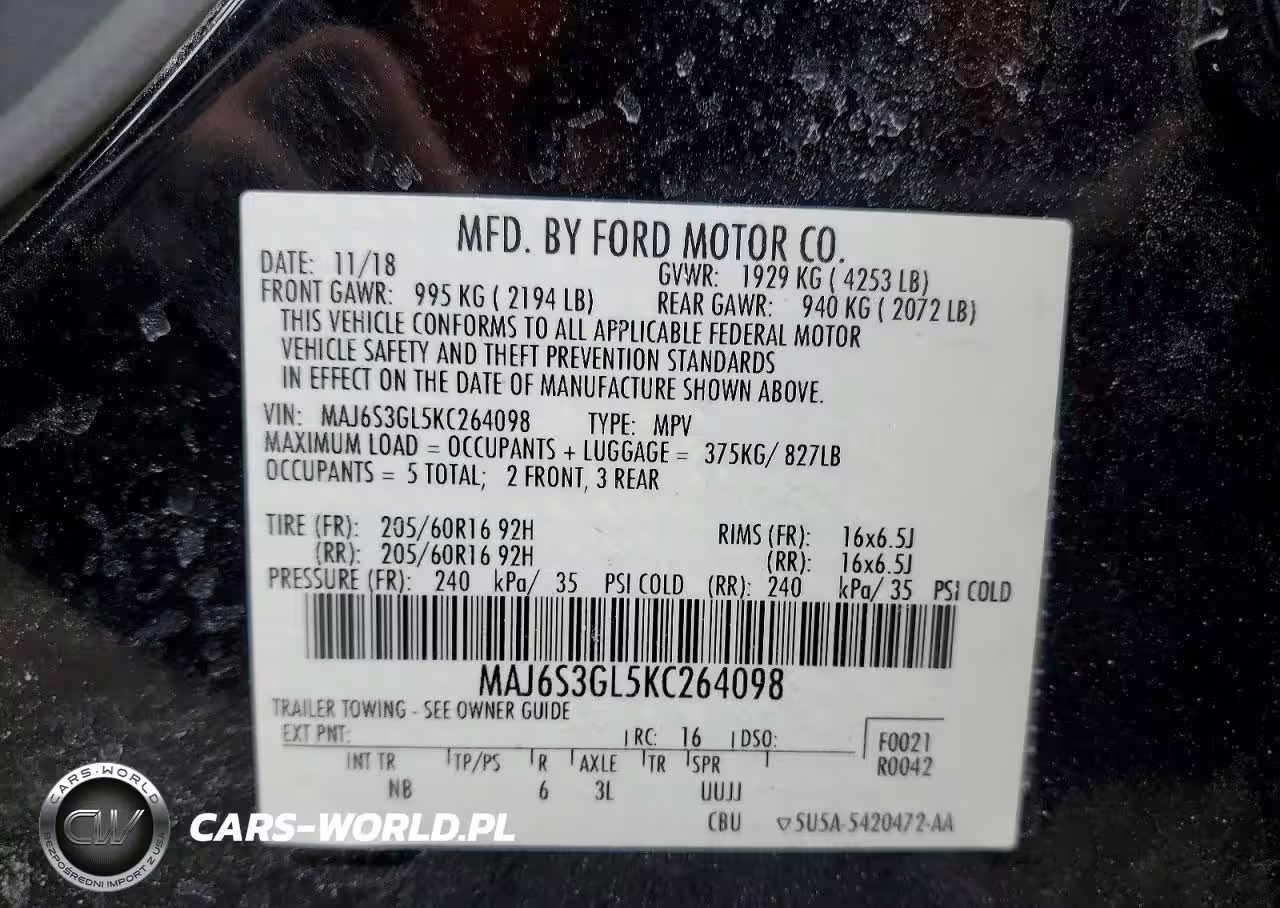 MFD. BY FORD MOTOR CO.
DATE: 11/18 GVWR: 1929 KG ( 4253 LB)
FRONT GAWR: 995 KG ( 2194 LB) REAR GAWR: 940 KG ( 2072 LB)
THIS VEHICLE CONFORMS TO ALL APPLICABLE FEDERAL MOTOR
VEHICLE SAFETY AND THEFT PREVENTION STANDARDS
IN EFFECT ON THE DATE OF MANUFACTURE SHOWN ABOVE.
VIN: MAJ6S3GL5KC264098 TYPE: MPV
MAXIMUM LOAD = OCCUPANTS + LUGGAGE = 375KG/ 827LB
OCCUPANTS = 5 TOTAL; 2 FRONT, 3 REAR
TIRE (FR): 205/60R16 92H RIMS (FR): 16x6.5J
(RR): 205/60R16 92H (RR): 16x6.5J
PRESSURE (FR): 240 kPa/ 35 PSI COLD (RR): 240 kPa/ 35 PSI COLD
MAJ6S3GL5KC264098
TRAILER TOWING - SEE OWNER GUIDE
EXT PNT: RC: 16 DSO: F0021
R0042
INT TR TP/PS R AXLE TR SPR
NB 6 3L UUJJ
CBU ▽5U5A-5420472-AA
CARS-WORLD
CW
BEZPOŚREDNI IMPORT Z USA
CARS-WORLD.PL